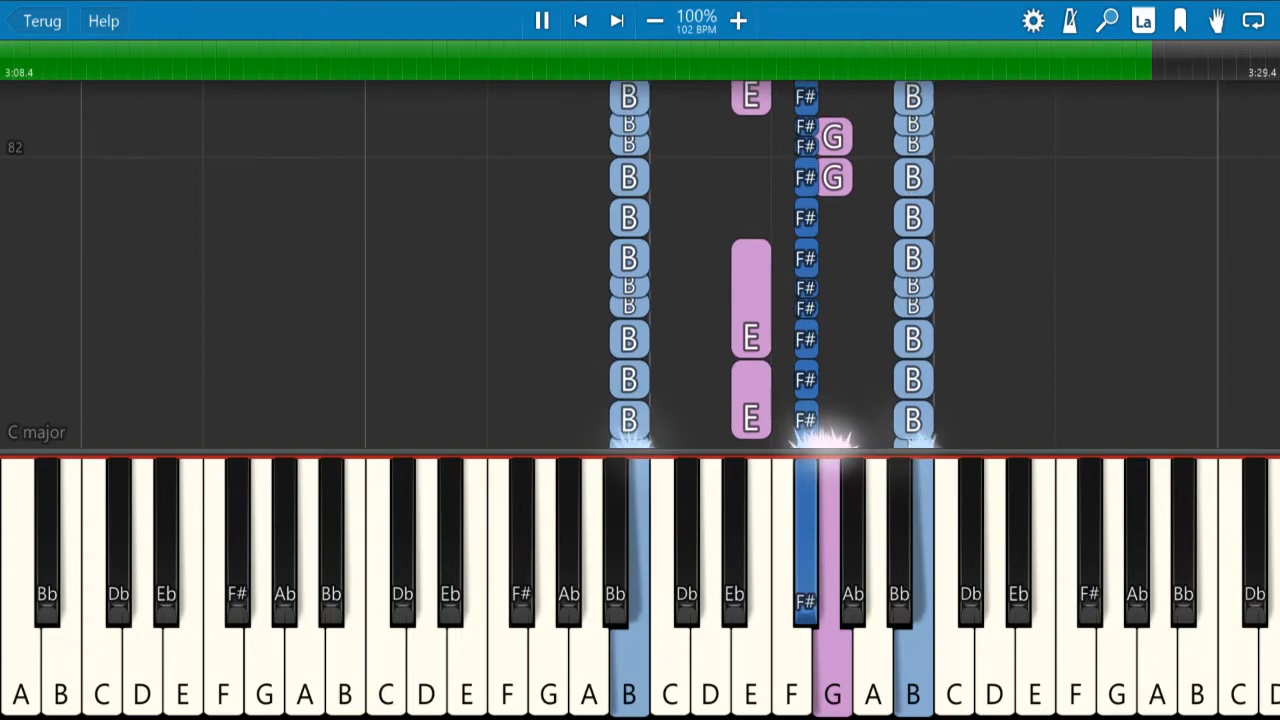 Terug Help 100% La
102 BPM
3:08.4 3:29.4
B E F# B
B F# G B
82 B F# B
B F# G B
B F# B
B F# B
B F# B
B F# B
B E F# B
B F# B
C major B E F# B
Bb Db Eb F# Ab Bb Db Eb F# Ab Bb Db Eb F# Ab Bb Db Eb F# Ab Bb Db
A B C D E F G A B C D E F G A B C D E F G A B C D E F G A B C D